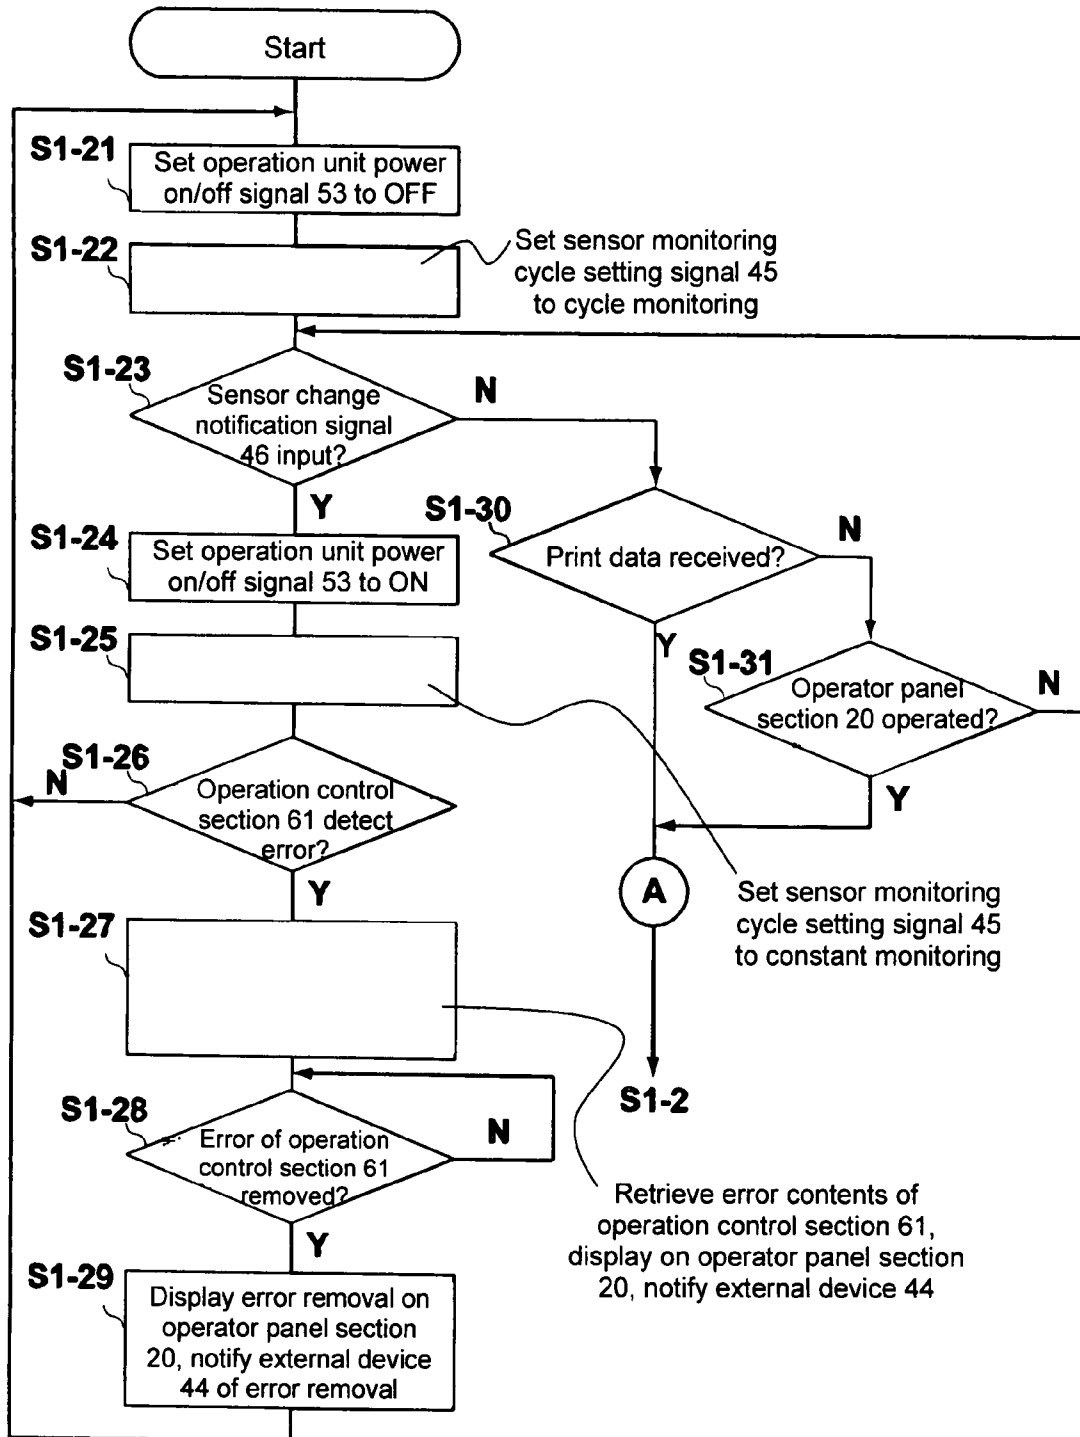 Start
S1-21
Set operation unit power
on/off signal 53 to OFF
S1-22
Set sensor monitoring
cycle setting signal 45
to cycle monitoring
S1-23
Sensor change
notification signal
46 input?
N
Y
S1-24
Set operation unit power
on/off signal 53 to ON
S1-30
Print data received?
N
Y
S1-25
S1-31
Operator panel
section 20 operated?
N
Y
S1-26
N
Operation control
section 61 detect
error?
Y
A
Set sensor monitoring
cycle setting signal 45
to constant monitoring
S1-27
S1-2
S1-28
Error of operation
control section 61
removed?
N
Y
Retrieve error contents of
operation control section 61,
display on operator panel section
20, notify external device 44
S1-29
Display error removal on
operator panel section
20, notify external device
44 of error removal